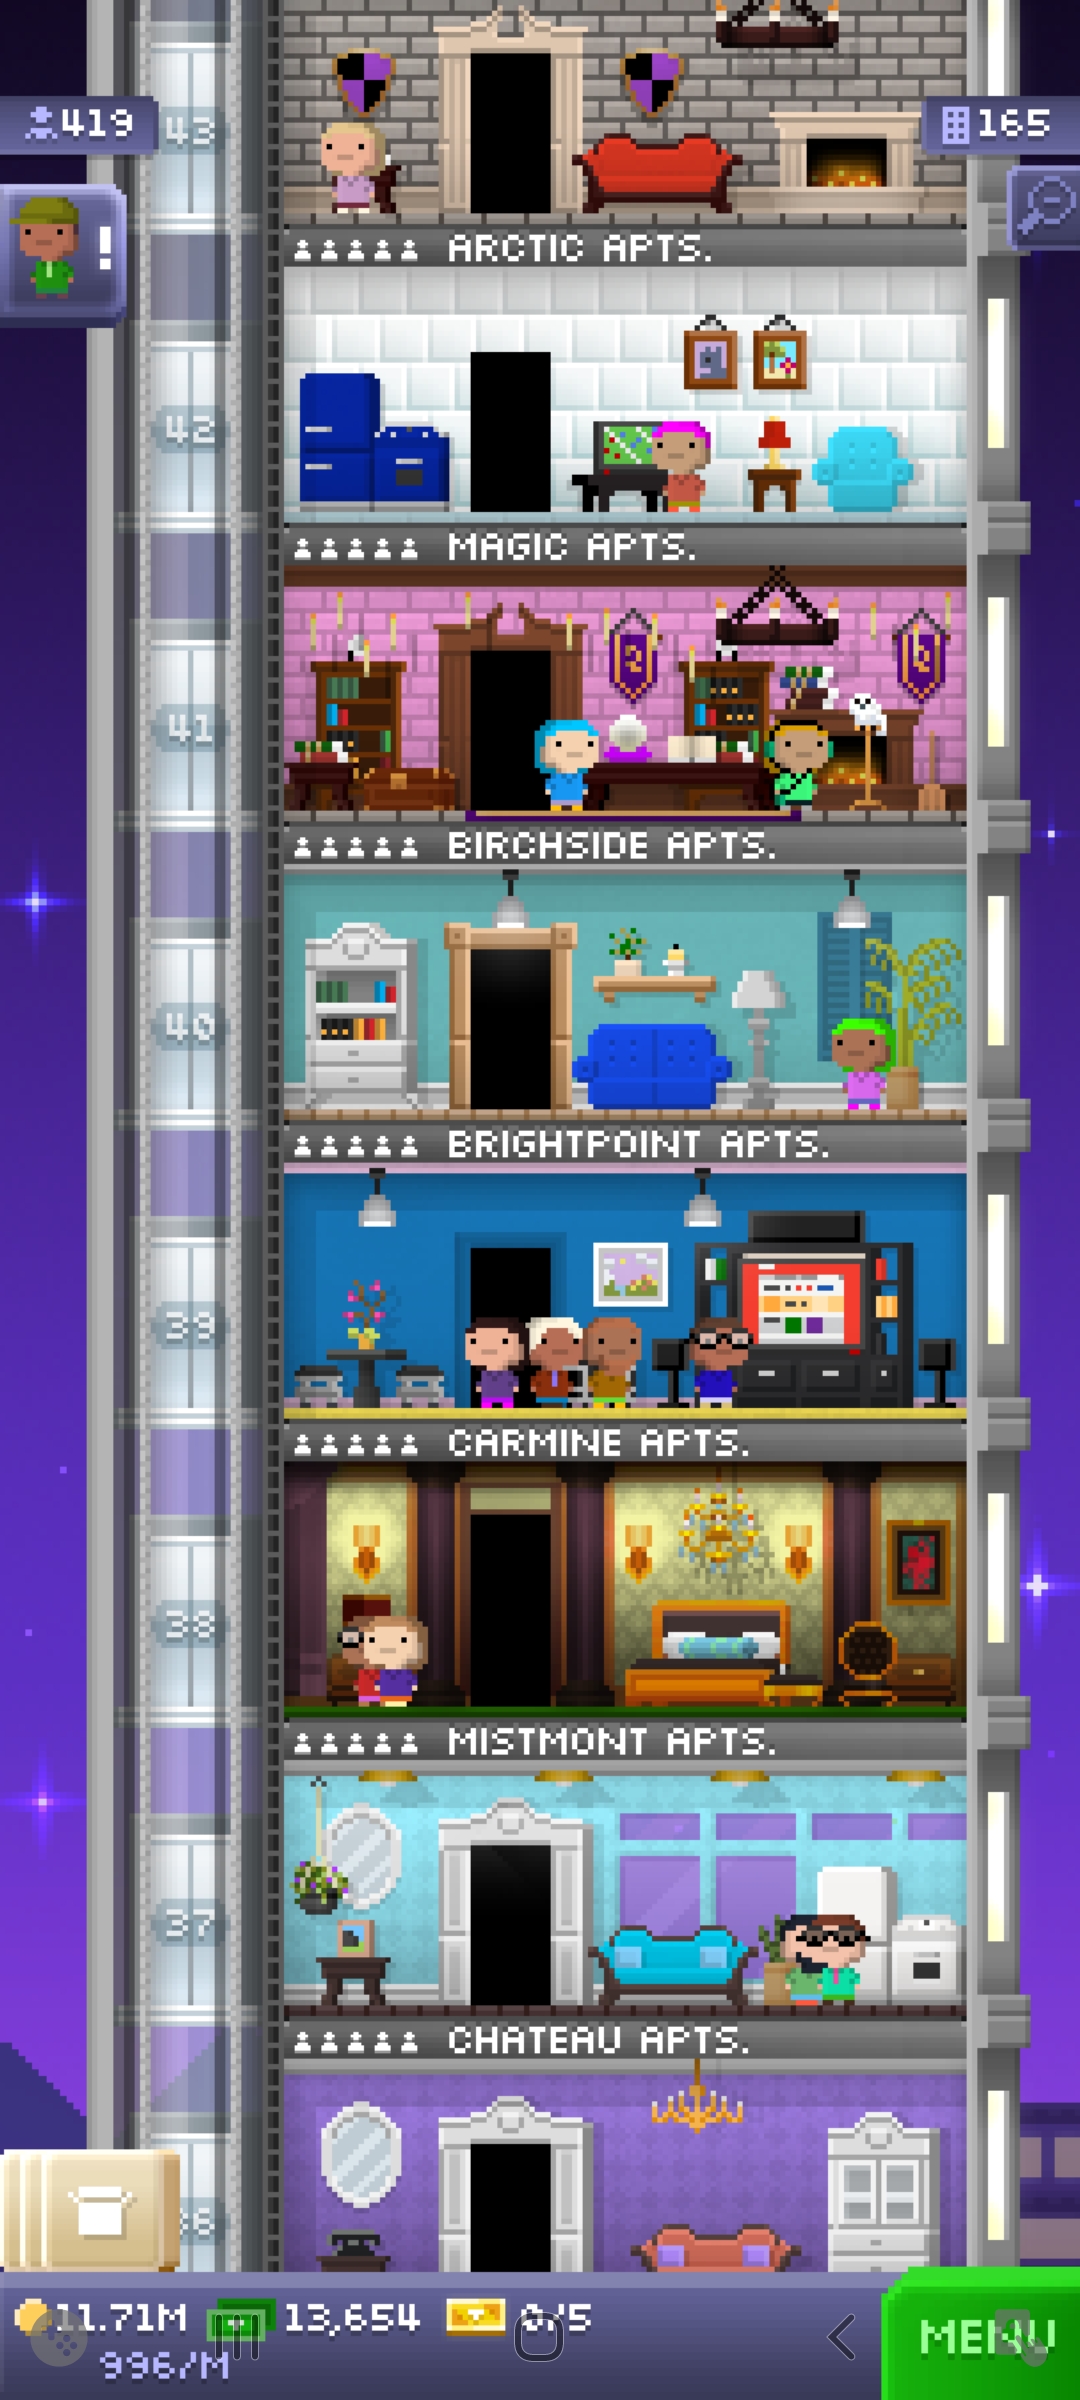 419
43
165
!
ARCTIC APTS.
42
MAGIC APTS.
41
BIRCHSIDE APTS.
40
BRIGHTPOINT APTS.
39
CARMINE APTS.
38
MISTMONT APTS.
37
CHATEAU APTS.
36
11.71M
13,654
0/5
MENU
996/M